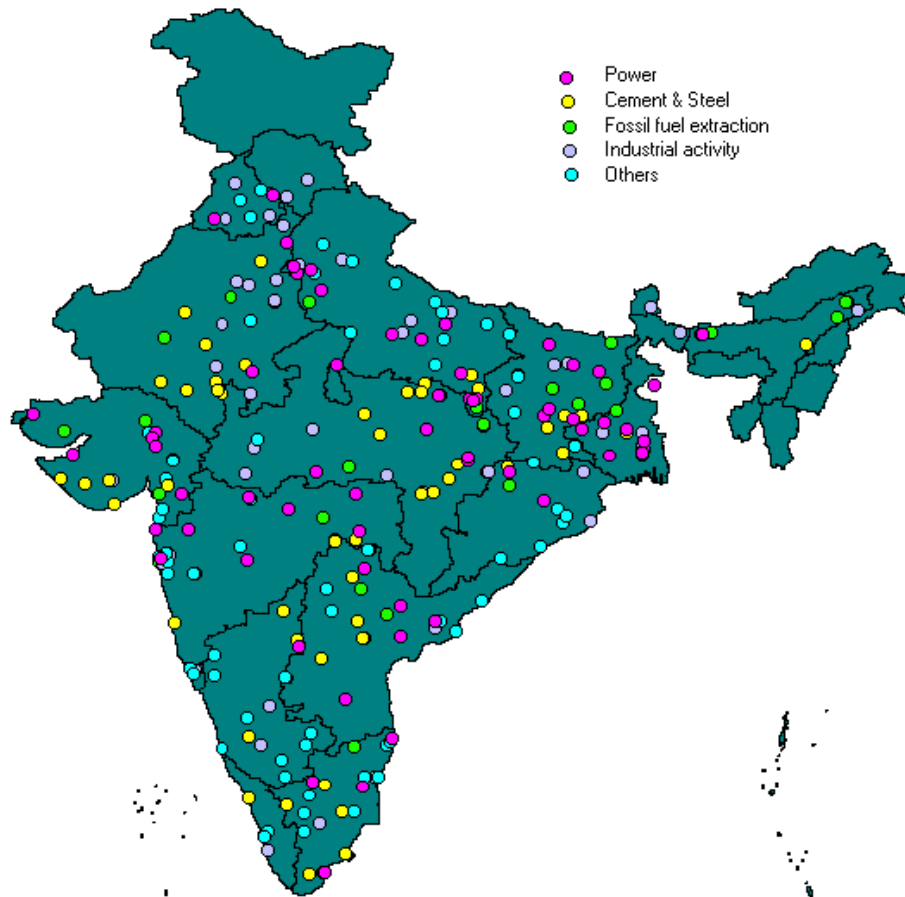 Power
Cement & Steel
Fossil fuel extraction
Industrial activity
Others